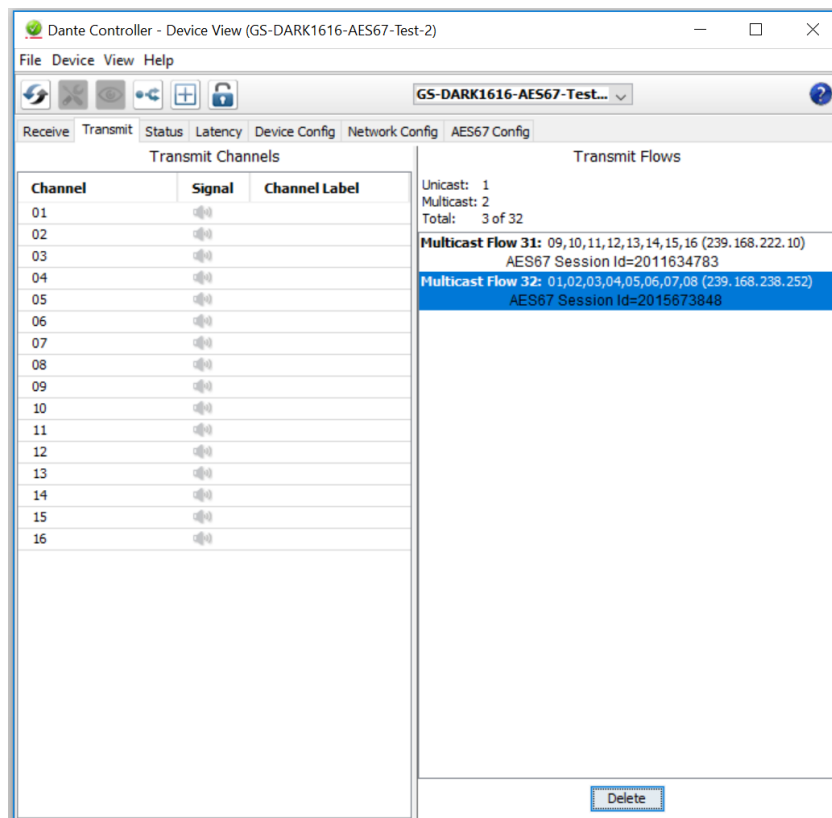 Dante Controller - Device View (GS-DARK1616-AES67-Test-2)
File Device View Help
GS-DARK1616-AES67-Test...
Receive Transmit Status Latency Device Config Network Config AES67 Config
Transmit Channels
Channel Signal Channel Label
01
02
03
04
05
06
07
08
09
10
11
12
13
14
15
16
Transmit Flows
Unicast: 1
Multicast: 2
Total: 3 of 32
Multicast Flow 31: 09,10,11,12,13,14,15,16 (239.168.222.10)
AES67 Session Id=2011634783
Multicast Flow 32: 01,02,03,04,05,06,07,08 (239.168.238.252)
AES67 Session Id=2015673848
Delete